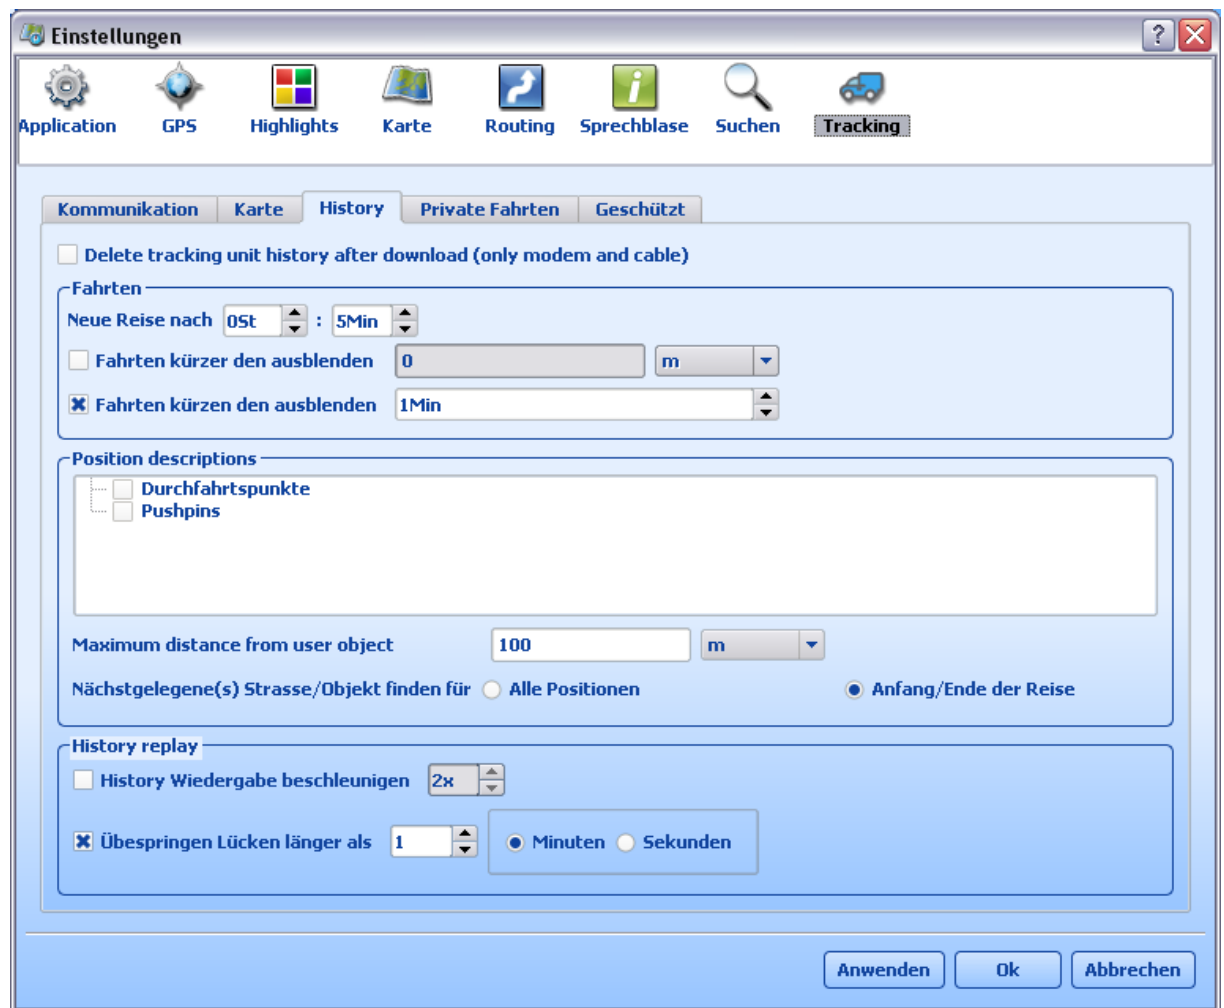 Einstellungen
Application GPS Highlights Karte Routing Sprechblase Suchen Tracking
Kommunikation Karte History Private Fahrten Geschützt
Delete tracking unit history after download (only modem and cable)
Fahrten
Neue Reise nach 0St : 5Min
Fahrten kürzer den ausblenden 0 m
Fahrten kürzen den ausblenden 1Min
Position descriptions
Durchfahrtspunkte
Pushpins
Maximum distance from user object 100 m
Nächstgelegene(s) Strasse/Objekt finden für Alle Positionen Anfang/Ende der Reise
History replay
History Wiedergabe beschleunigen 2x
Übespringen Lücken länger als 1 Minuten Sekunden
Anwenden Ok Abbrechen